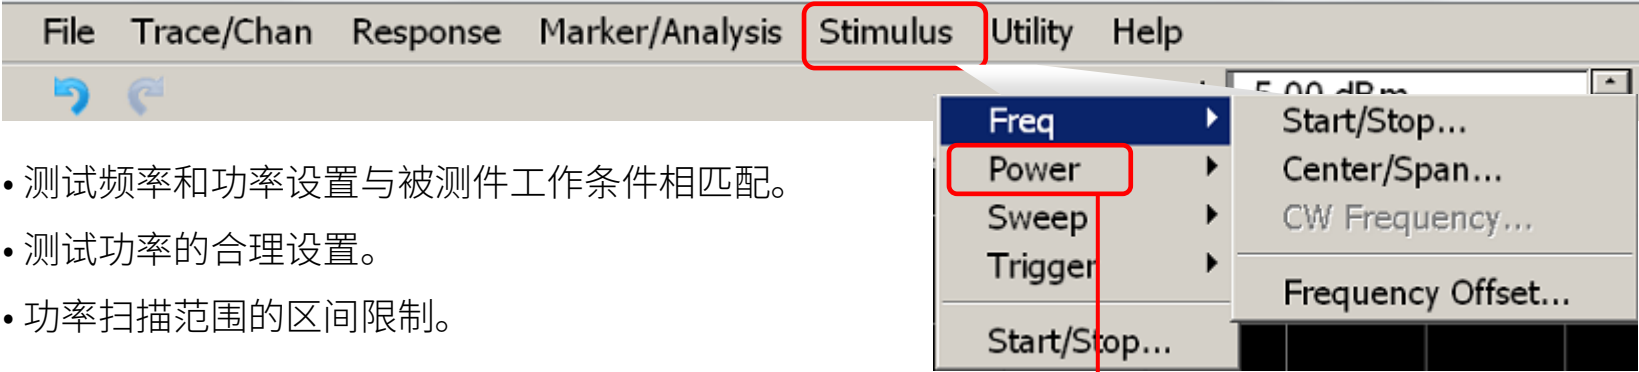 File Trace/Chan Response Marker/Analysis Stimulus Utility Help
5.00 dBm
Freq
Power
Sweep
Trigger
Start/Stop...
Start/Stop...
Center/Span...
CW Frequency...
Frequency Offset...
• 测试频率和功率设置与被测件工作条件相匹配。
• 测试功率的合理设置。
• 功率扫描范围的区间限制。